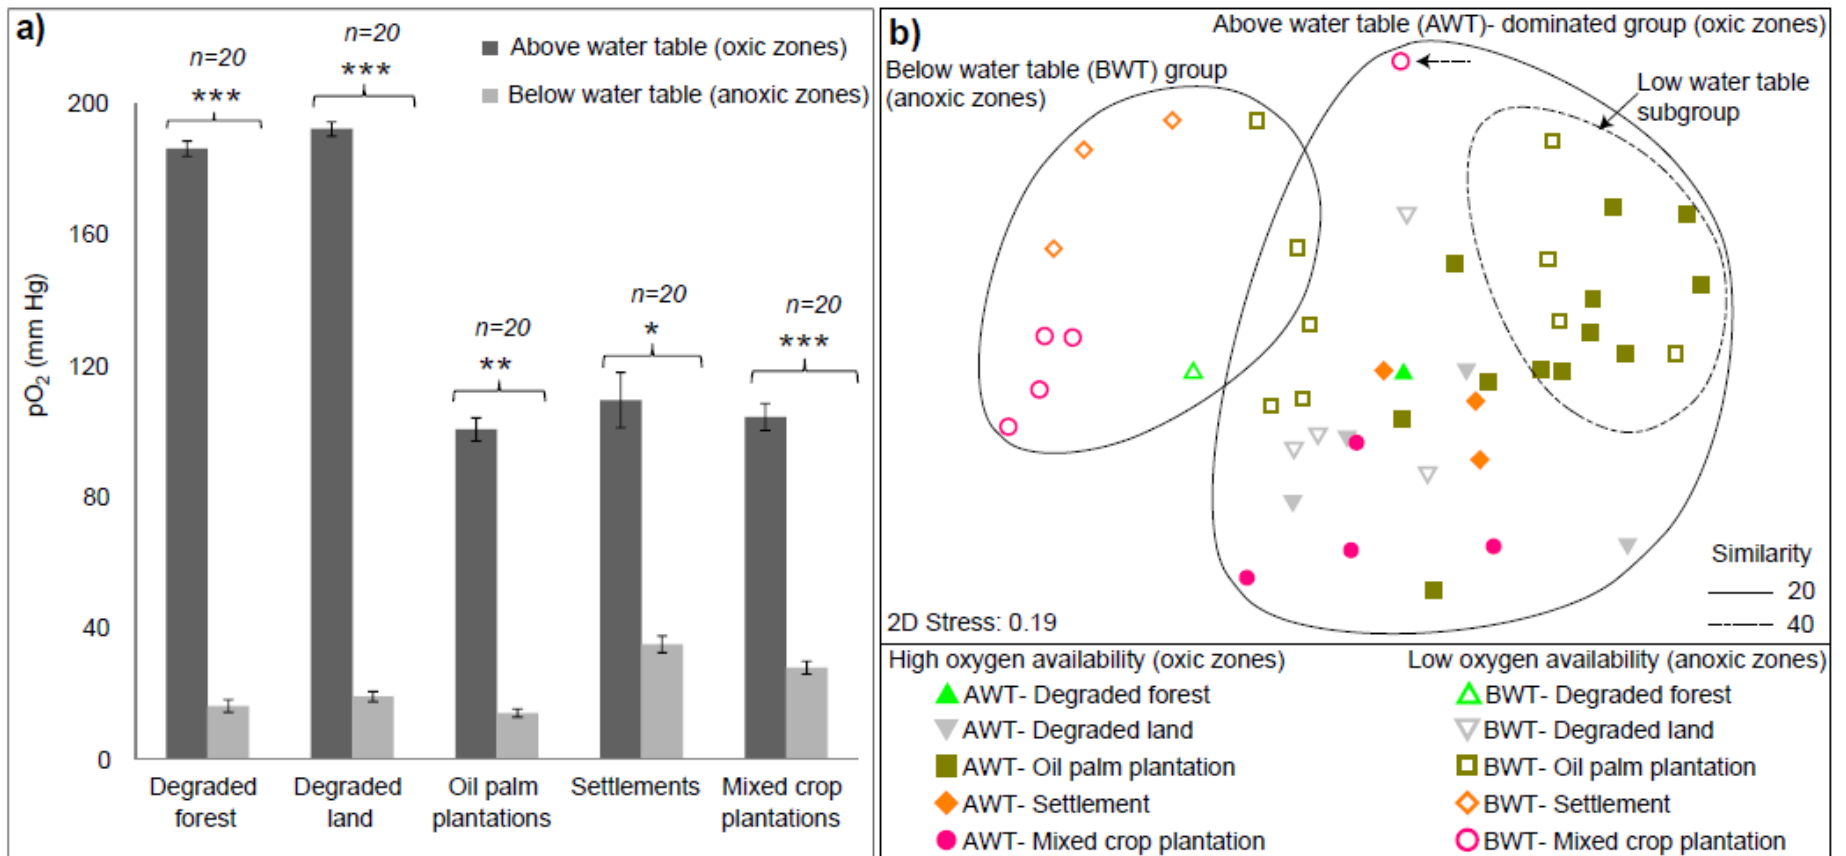 a)
n=20
***
n=20
***
Above water table (oxic zones)
Below water table (anoxic zones)
n=20
**
n=20
*
n=20
***
200
160
120
80
40
0
pO₂ (mm Hg)
Degraded
forest
Degraded
land
Oil palm
plantations
Settlements
Mixed crop
plantations
b)
Above water table (AWT)- dominated group (oxic zones)
Below water table (BWT) group
(anoxic zones)
Low water table
subgroup
Similarity
20
40
2D Stress: 0.19
High oxygen availability (oxic zones)
AWT- Degraded forest
AWT- Degraded land
AWT- Oil palm plantation
AWT- Settlement
AWT- Mixed crop plantation
Low oxygen availability (anoxic zones)
BWT- Degraded forest
BWT- Degraded land
BWT- Oil palm plantation
BWT- Settlement
BWT- Mixed crop plantation